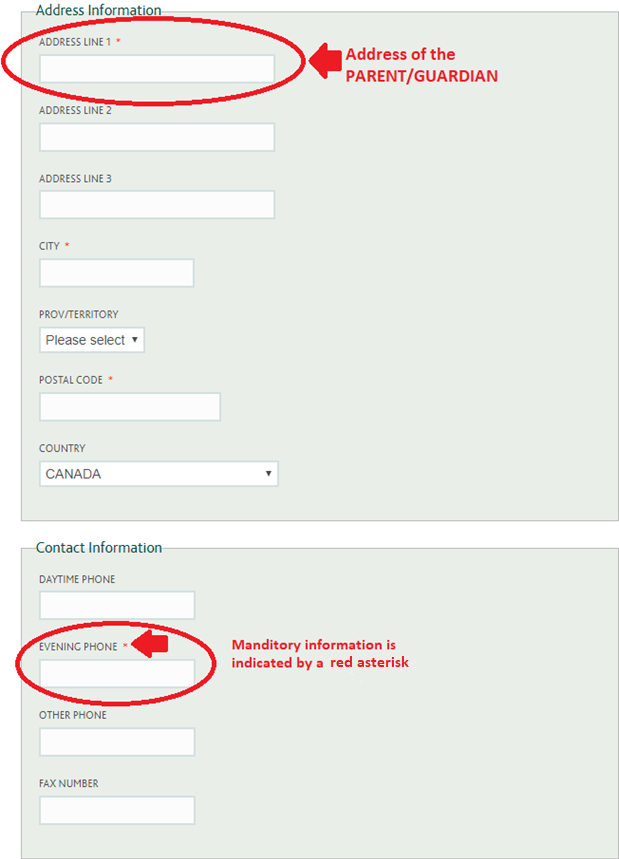 Address Information
ADDRESS LINE 1 *
Address of the
PARENT/GUARDIAN
ADDRESS LINE 2
ADDRESS LINE 3
CITY *
PROV/TERRITORY
Please select
POSTAL CODE *
COUNTRY
CANADA
Contact Information
DAYTIME PHONE
EVENING PHONE *
Manditory information is
indicated by a red asterisk
OTHER PHONE
FAX NUMBER